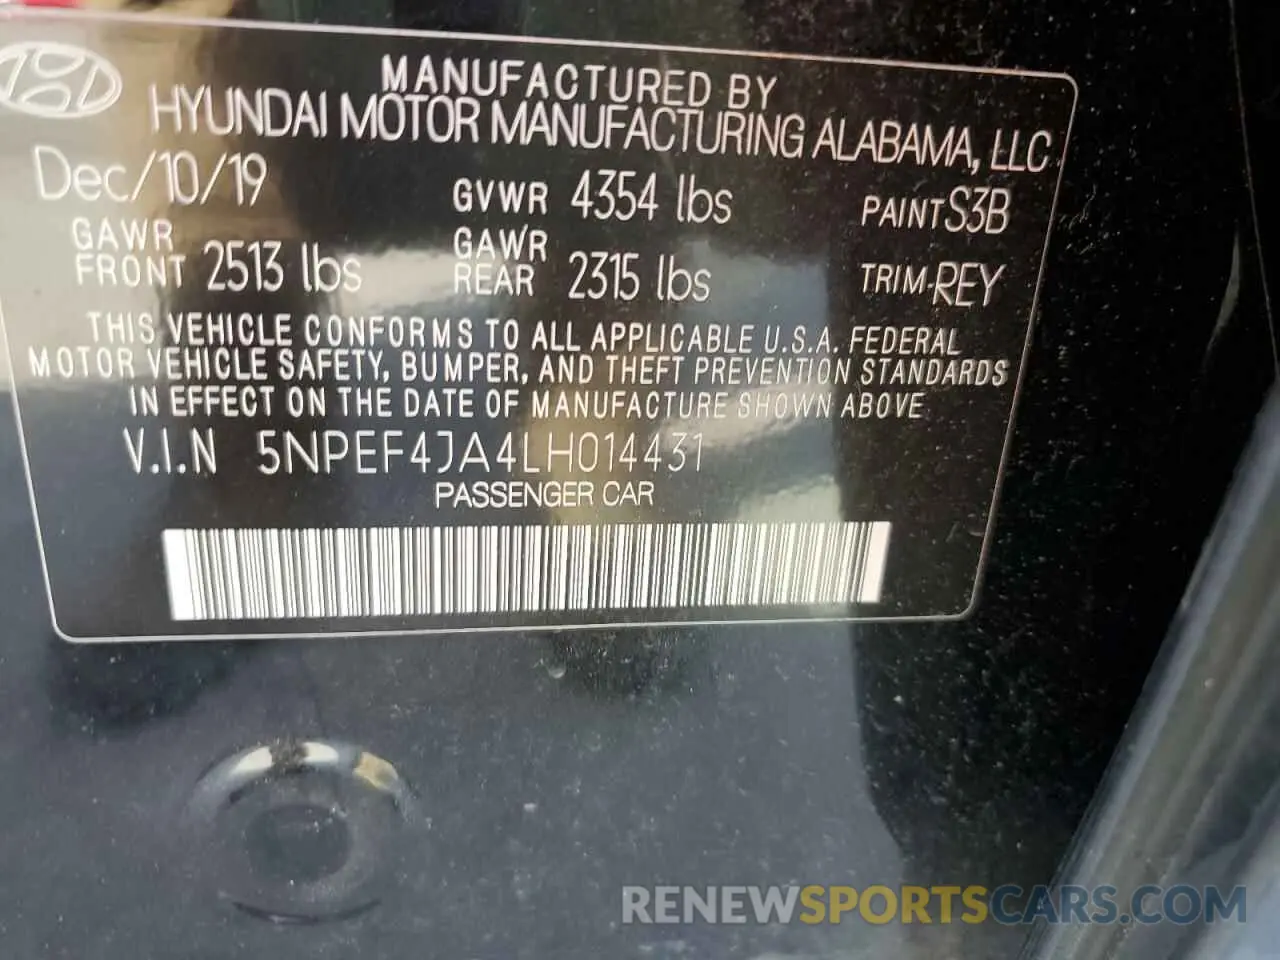 MANUFACTURED BY
HYUNDAI MOTOR MANUFACTURING ALABAMA, LLC
Dec/10/19 GVWR 4354 lbs PAINT S3B
GAWR FRONT 2513 lbs GAWR REAR 2315 lbs TRIM-REY
THIS VEHICLE CONFORMS TO ALL APPLICABLE U.S.A. FEDERAL
MOTOR VEHICLE SAFETY, BUMPER, AND THEFT PREVENTION STANDARDS
IN EFFECT ON THE DATE OF MANUFACTURE SHOWN ABOVE
V.I.N 5NPEF4JA4LH014431
PASSENGER CAR
RENEWSPORTSCARS.COM